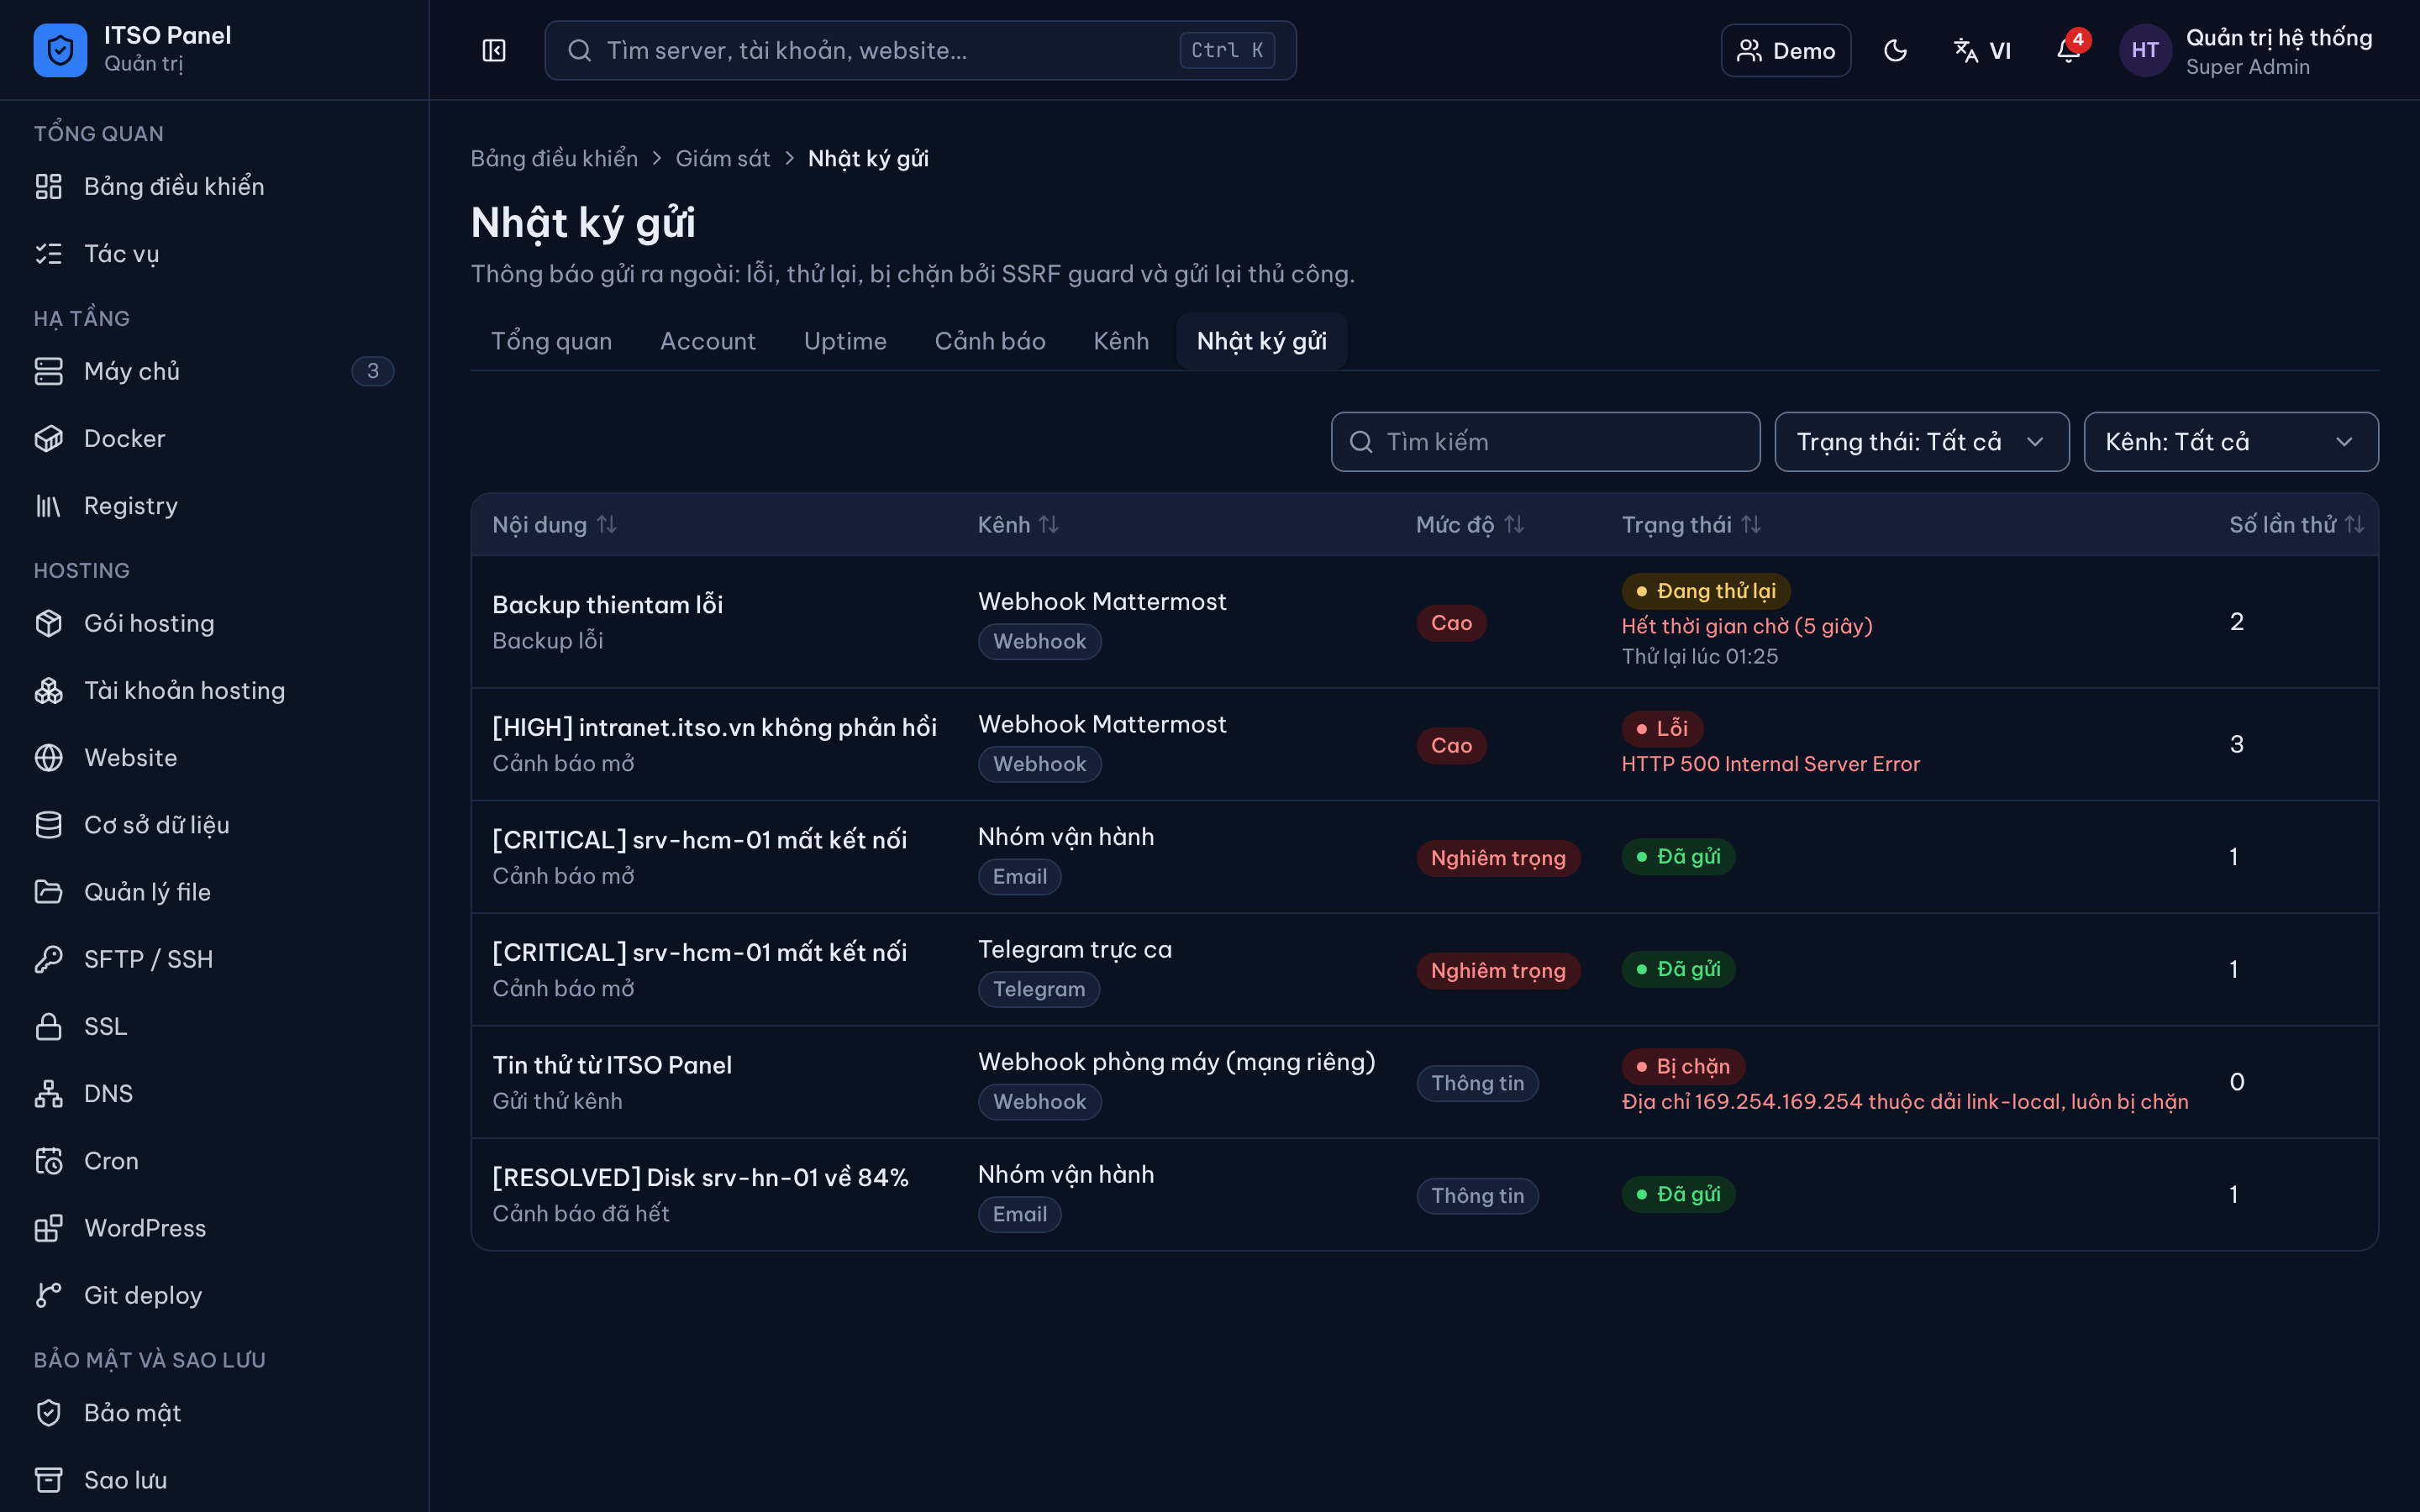 ITSO Panel
Quản trị
Tìm server, tài khoản, website...
Ctrl K
Demo
VI
4
HT
Quản trị hệ thống
Super Admin
TỔNG QUAN
Bảng điều khiển
Tác vụ
HẠ TẦNG
Máy chủ
3
Docker
Registry
HOSTING
Gói hosting
Tài khoản hosting
Website
Cơ sở dữ liệu
Quản lý file
SFTP / SSH
SSL
DNS
Cron
WordPress
Git deploy
BẢO MẬT VÀ SAO LƯU
Bảo mật
Sao lưu
Bảng điều khiển > Giám sát > Nhật ký gửi
Nhật ký gửi
Thông báo gửi ra ngoài: lỗi, thử lại, bị chặn bởi SSRF guard và gửi lại thủ công.
Tổng quan Account Uptime Cảnh báo Kênh Nhật ký gửi
Tìm kiếm
Trạng thái: Tất cả
Kênh: Tất cả
Nội dung Kênh Mức độ Trạng thái Số lần thử
Backup thientam lỗi
Backup lỗi
Webhook Mattermost
Webhook
Cao
Đang thử lại
Hết thời gian chờ (5 giây)
Thử lại lúc 01:25
2
[HIGH] intranet.itso.vn không phản hồi
Cảnh báo mở
Webhook Mattermost
Webhook
Cao
Lỗi
HTTP 500 Internal Server Error
3
[CRITICAL] srv-hcm-01 mất kết nối
Cảnh báo mở
Nhóm vận hành
Email
Nghiêm trọng
Đã gửi
1
[CRITICAL] srv-hcm-01 mất kết nối
Cảnh báo mở
Telegram trực ca
Telegram
Nghiêm trọng
Đã gửi
1
Tin thử từ ITSO Panel
Gửi thử kênh
Webhook phòng máy (mạng riêng)
Webhook
Thông tin
Bị chặn
Địa chỉ 169.254.169.254 thuộc dải link-local, luôn bị chặn
0
[RESOLVED] Disk srv-hn-01 về 84%
Cảnh báo đã hết
Nhóm vận hành
Email
Thông tin
Đã gửi
1